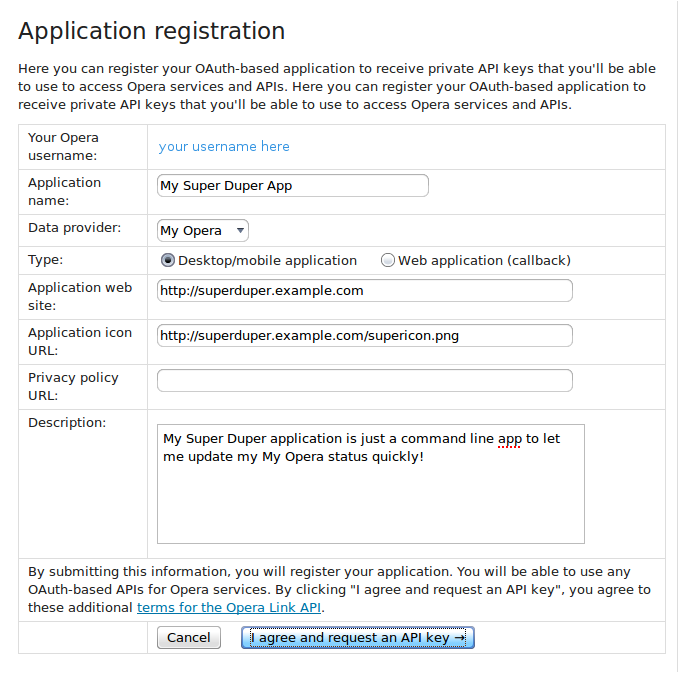 Application registration
Here you can register your OAuth-based application to receive private API keys that you'll be able
to use to access Opera services and APIs. Here you can register your OAuth-based application to
receive private API keys that you'll be able to use to access Opera services and APIs.
Your Opera
username:
your username here
Application
name:
My Super Duper App
Data provider:
My Opera
Type:
Desktop/mobile application
Web application (callback)
Application web
site:
http://superduper.example.com
Application icon
URL:
http://superduper.example.com/supericon.png
Privacy policy
URL:
Description:
My Super Duper application is just a command line app to let
me update my My Opera status quickly!
By submitting this information, you will register your application. You will be able to use any
OAuth-based APIs for Opera services. By clicking "I agree and request an API key", you agree to
these additional terms for the Opera Link API.
Cancel
I agree and request an API key →